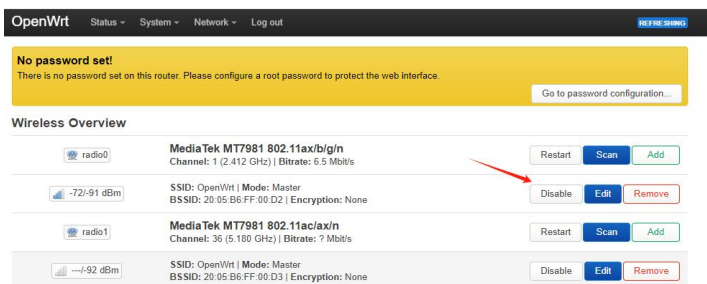 OpenWrt Status System Network Log out REFRESHING
No password set!
There is no password set on this router. Please configure a root password to protect the web interface.
Go to password configuration...
Wireless Overview
radio0 MediaTek MT7981 802.11ax/b/g/n Restart Scan Add
Channel: 1 (2.412 GHz) | Bitrate: 6.5 Mbit/s
-72/-91 dBm SSID: OpenWrt | Mode: Master Disable Edit Remove
BSSID: 20:05:B6:FF:00:D2 | Encryption: None
radio1 MediaTek MT7981 802.11ac/ax/n Restart Scan Add
Channel: 36 (5.180 GHz) | Bitrate: ? Mbit/s
---/-92 dBm SSID: OpenWrt | Mode: Master Disable Edit Remove
BSSID: 20:05:B6:FF:00:D3 | Encryption: None